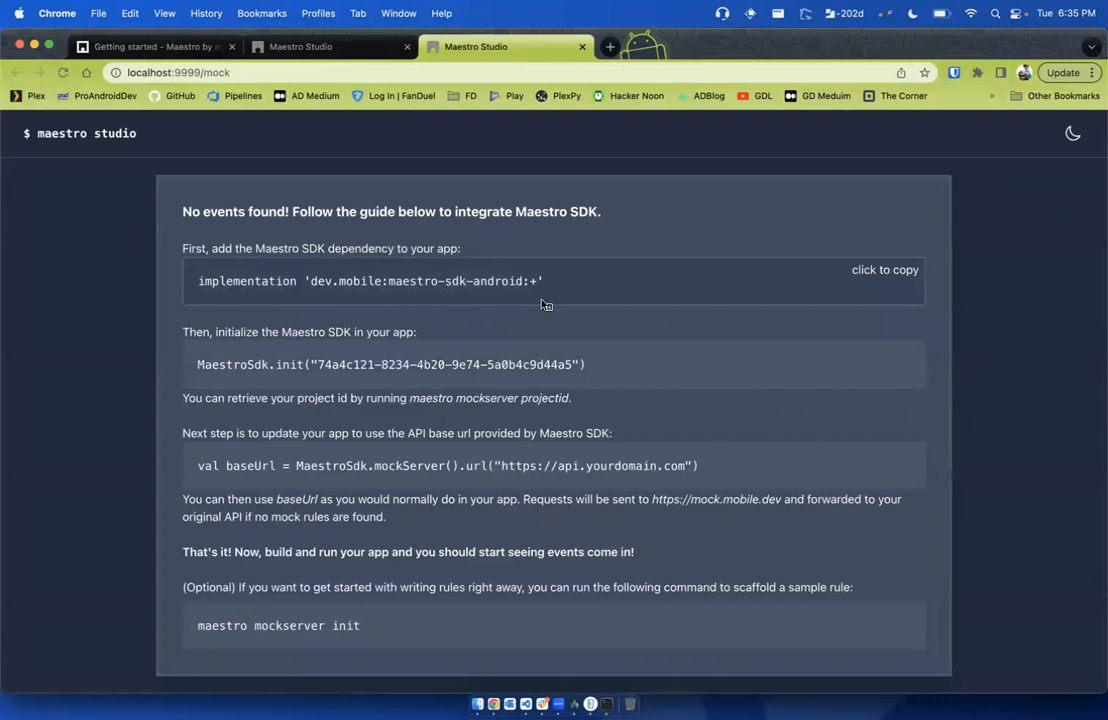 Chrome File Edit View History Bookmarks Profiles Tab Window Help -202d Tue 6:35 PM
Getting started - Maestro by m Maestro Studio Maestro Studio
localhost:9999/mock Update
Plex ProAndroidDev GitHub Pipelines AD Medium Log In | FanDuel FD Play PlexPy Hacker Noon ADBlog GDL GD Meduim The Corner Other Bookmarks
$ maestro studio
No events found! Follow the guide below to integrate Maestro SDK.
First, add the Maestro SDK dependency to your app:
click to copy
implementation 'dev.mobile:maestro-sdk-android:+'
Then, initialize the Maestro SDK in your app:
MaestroSdk.init("74a4c121-8234-4b20-9e74-5a0b4c9d44a5")
You can retrieve your project id by running maestro mockserver projectid.
Next step is to update your app to use the API base url provided by Maestro SDK:
val baseUrl = MaestroSdk.mockServer().url("https://api.yourdomain.com")
You can then use baseUrl as you would normally do in your app. Requests will be sent to https://mock.mobile.dev and forwarded to your
original API if no mock rules are found.
That's it! Now, build and run your app and you should start seeing events come in!
(Optional) If you want to get started with writing rules right away, you can run the following command to scaffold a sample rule:
maestro mockserver init